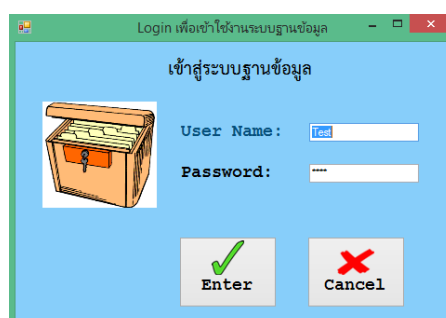 Login เพื่อเข้าใช้งานระบบฐานข้อมูล
เข้าสู่ระบบฐานข้อมูล
User Name: Test
Password: ****
Enter Cancel